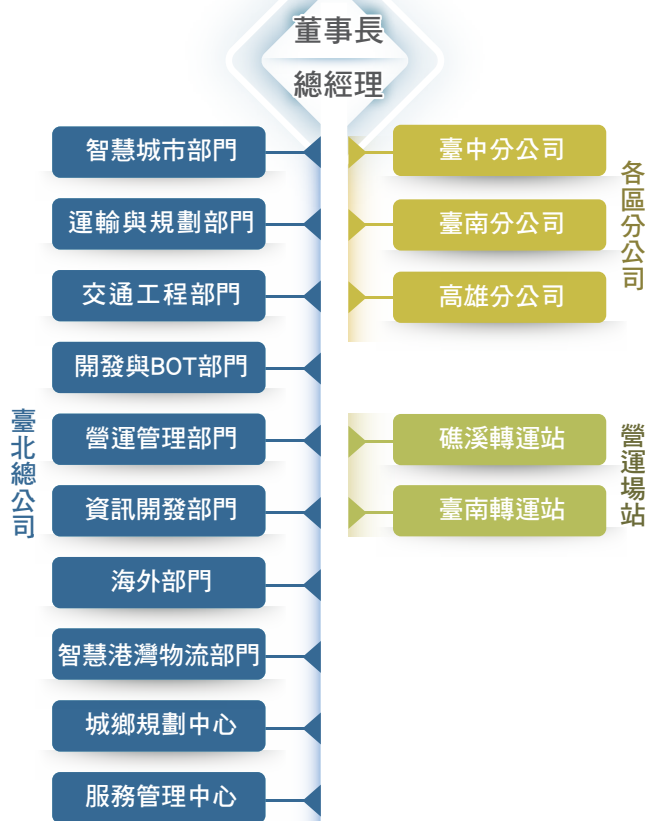 董事長
總經理
臺北總公司
智慧城市部門
運輸與規劃部門
交通工程部門
開發與BOT部門
營運管理部門
資訊開發部門
海外部門
智慧港灣物流部門
城鄉規劃中心
服務管理中心
各區分公司
臺中分公司
臺南分公司
高雄分公司
營運場站
礁溪轉運站
臺南轉運站